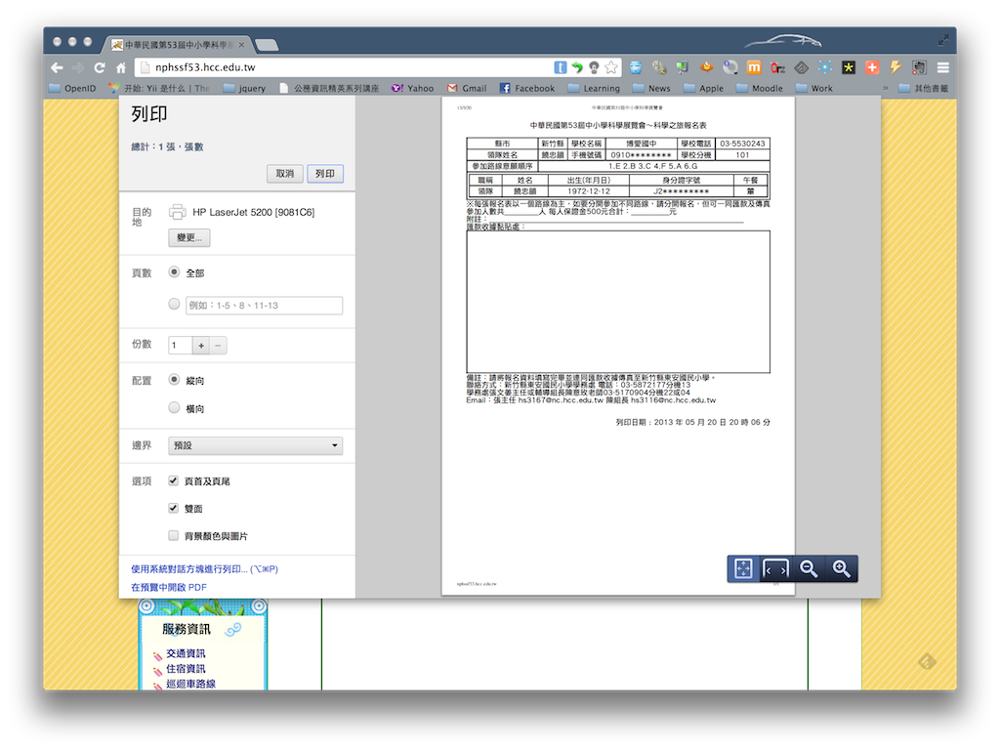 中華民國第53屆中小學科學
nphssf53.hcc.edu.tw
OpenID 开始: Yii 是什么 | The jquery 公務資訊精英系列講座 Yahoo Gmail Facebook Learning News Apple Moodle Work » 其他書籤
列印
總計：1 張，張數
取消 列印
目的地 HP LaserJet 5200 [9081C6]
變更...
頁數 全部
例如：1-5、8、11-13
份數 1 + −
配置 縱向
橫向
邊界 預設
選項 頁首及頁尾
雙面
背景顏色與圖片
使用系統對話方塊進行列印... (⌥⌘P)
在預覽中開啟 PDF
13/5/20 中華民國第53屆中小學科學展覽會
中華民國第53屆中小學科學展覽會～科學之旅報名表
縣市 新竹縣 學校名稱 博愛國中 學校電話 03-5530243
領隊姓名 饒忠頤 手機號碼 0910******** 學校分機 101
參加路線意願順序 1.E 2.B 3.C 4.F 5.A 6.G
職稱 姓名 出生(年月日) 身分證字號 午餐
領隊 饒忠頤 1972-12-12 J2********* 葷
※每張報名表以一個路線為主，如要分開參加不同路線，請分開報名，但可一同匯款及傳真
參加人數共________人 每人保證金500元合計：________元
附註：
匯款收據黏貼處：
備註：請將報名資料填寫完畢並連同匯款收據傳真至新竹縣東安國民小學。
聯絡方式：新竹縣東安國民小學學務處 電話：03-5872177分機13
學務處張文姜主任或輔導組長陳意玫老師03-5170904分機22或04
Email：張主任 hs3167@nc.hcc.edu.tw 陳組長 hs3116@nc.hcc.edu.tw
列印日期：2013 年 05 月 20 日 20 時 06 分
nphssf53.hcc.edu.tw 1/1
服務資訊
交通資訊
住宿資訊
巡迴車路線